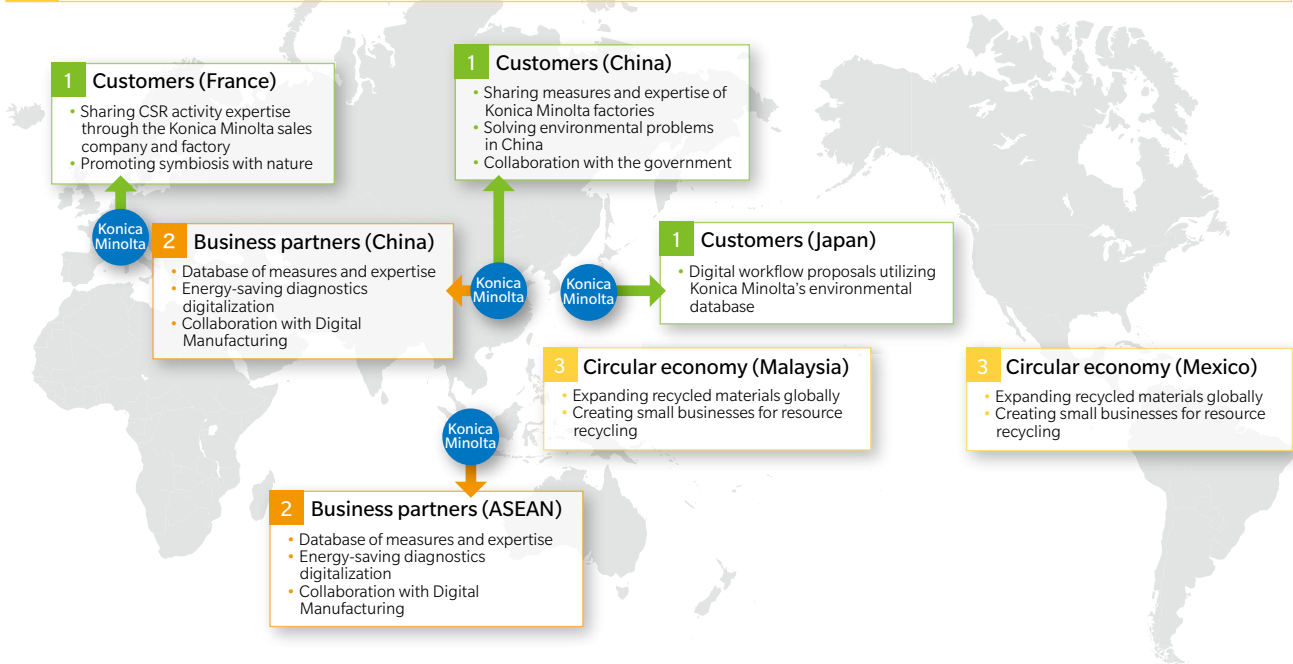 1 Customers (France)
• Sharing CSR activity expertise
through the Konica Minolta sales
company and factory
• Promoting symbiosis with nature
1 Customers (China)
• Sharing measures and expertise of
Konica Minolta factories
• Solving environmental problems
in China
• Collaboration with the government
Konica
Minolta
2 Business partners (China)
• Database of measures and expertise
• Energy-saving diagnostics
digitalization
• Collaboration with Digital
Manufacturing
Konica
Minolta
Konica
Minolta
1 Customers (Japan)
• Digital workflow proposals utilizing
Konica Minolta's environmental
database
3 Circular economy (Malaysia)
• Expanding recycled materials globally
• Creating small businesses for resource
recycling
3 Circular economy (Mexico)
• Expanding recycled materials globally
• Creating small businesses for resource
recycling
Konica
Minolta
2 Business partners (ASEAN)
• Database of measures and expertise
• Energy-saving diagnostics
digitalization
• Collaboration with Digital
Manufacturing